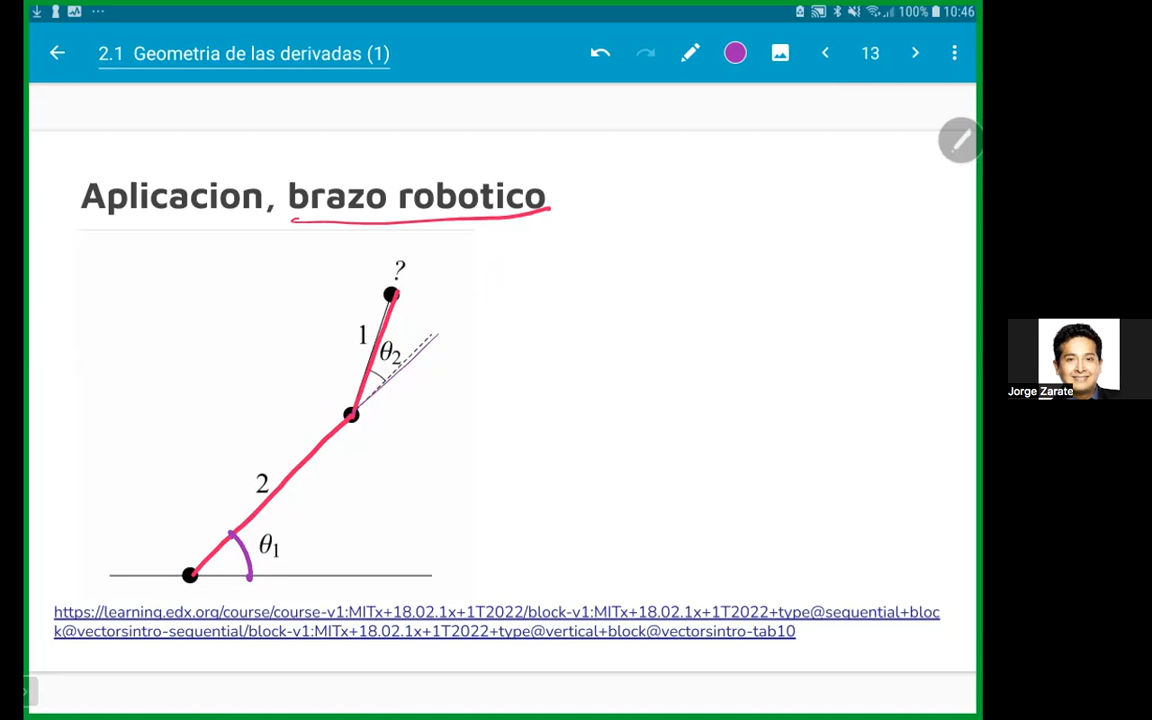 100% 10:46
2.1 Geometria de las derivadas (1)
13
Aplicacion, brazo robotico
?
1
θ2
2
θ1
https://learning.edx.org/course/course-v1:MITx+18.02.1x+1T2022/block-v1:MITx+18.02.1x+1T2022+type@sequential+bloc
k@vectorsintro-sequential/block-v1:MITx+18.02.1x+1T2022+type@vertical+block@vectorsintro-tab10
Jorge Zarate